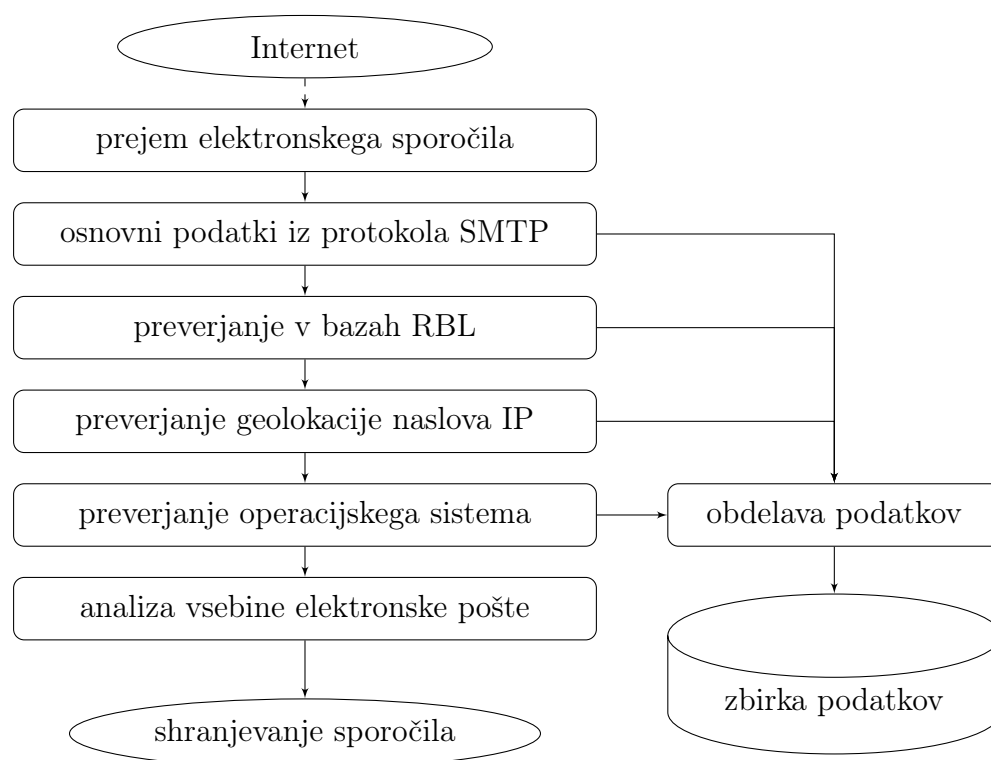 Internet
prejem elektronskega sporočila
osnovni podatki iz protokola SMTP
preverjanje v bazah RBL
preverjanje geolokacije naslova IP
preverjanje operacijskega sistema
obdelava podatkov
analiza vsebine elektronske pošte
zbirka podatkov
shranjevanje sporočila